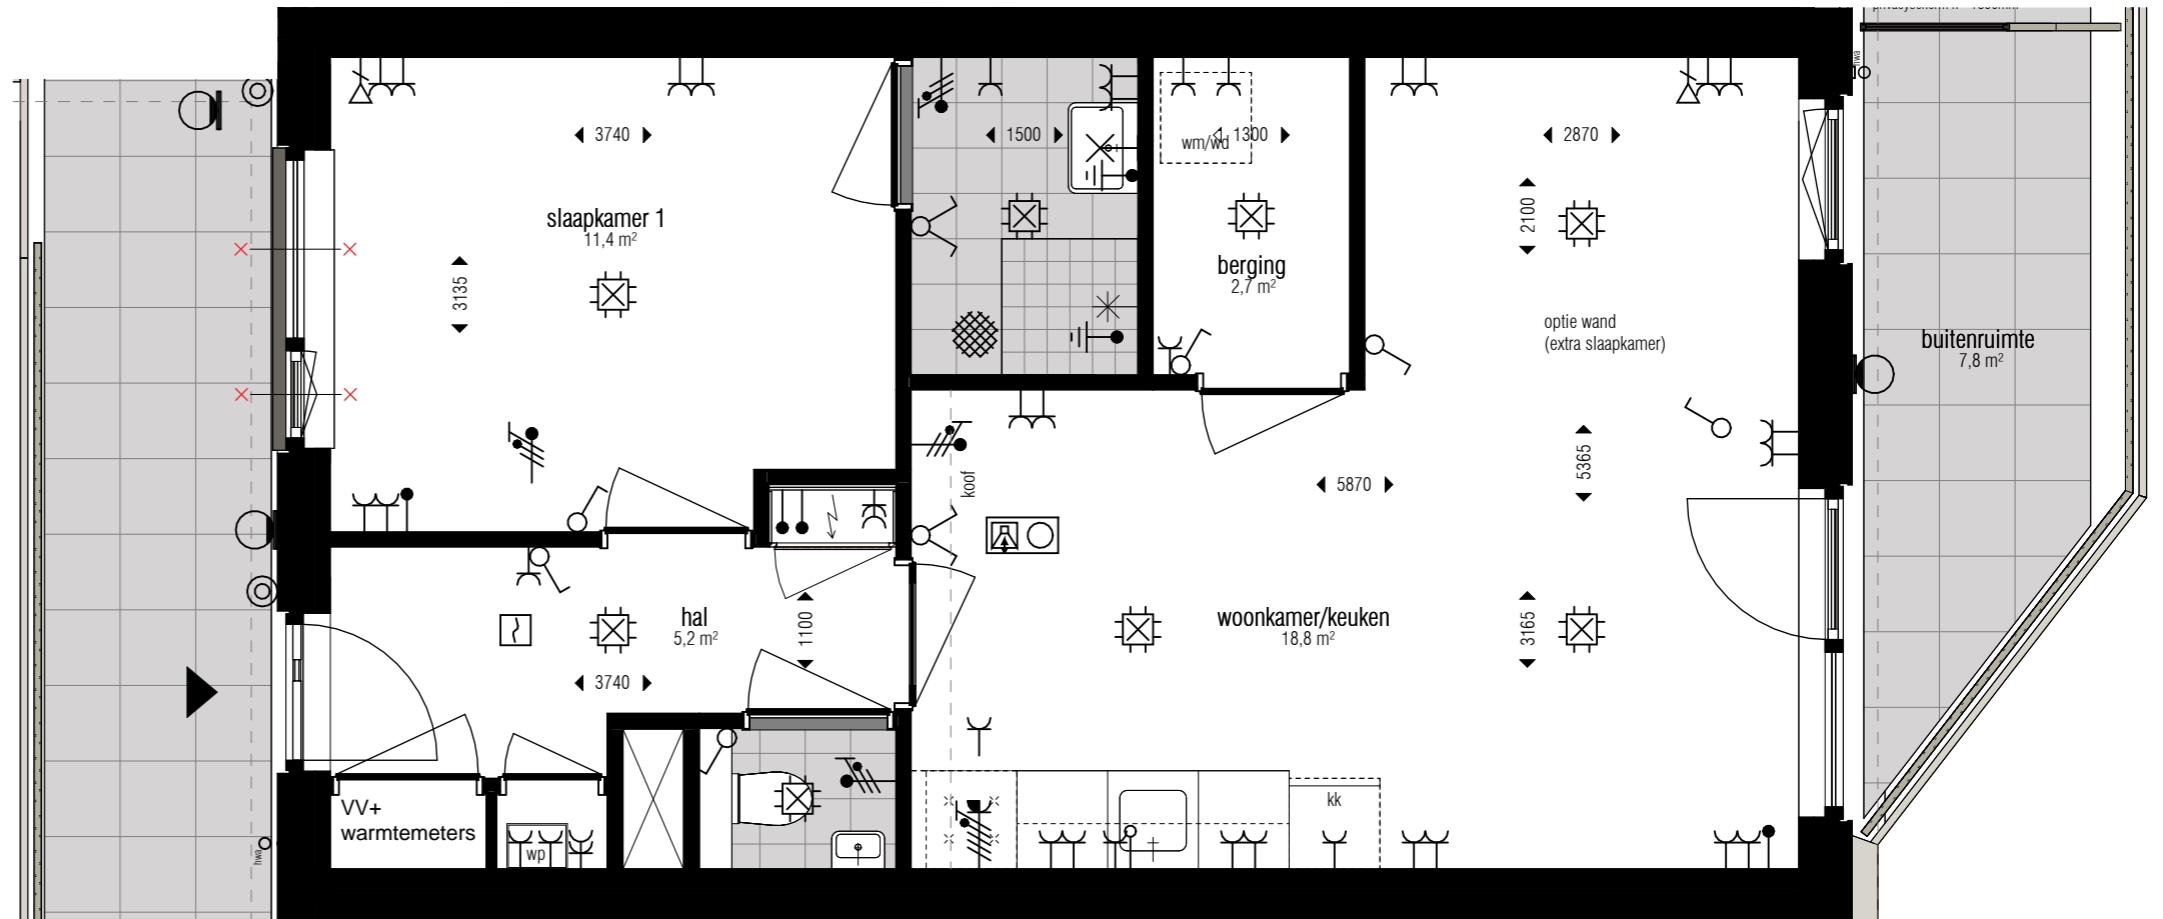 hwa
3740
1500
1300
wm/wd
2870
slaapkamer 1
11,4 m²
2100
3135
berging
2,7 m²
optie wand
(extra slaapkamer)
buitenruimte
7,8 m²
koof
5870
5365
hal
5,2 m²
1100
woonkamer/keuken
18,8 m²
3165
3740
VV+
warmtemeters
wp
kk
hwa